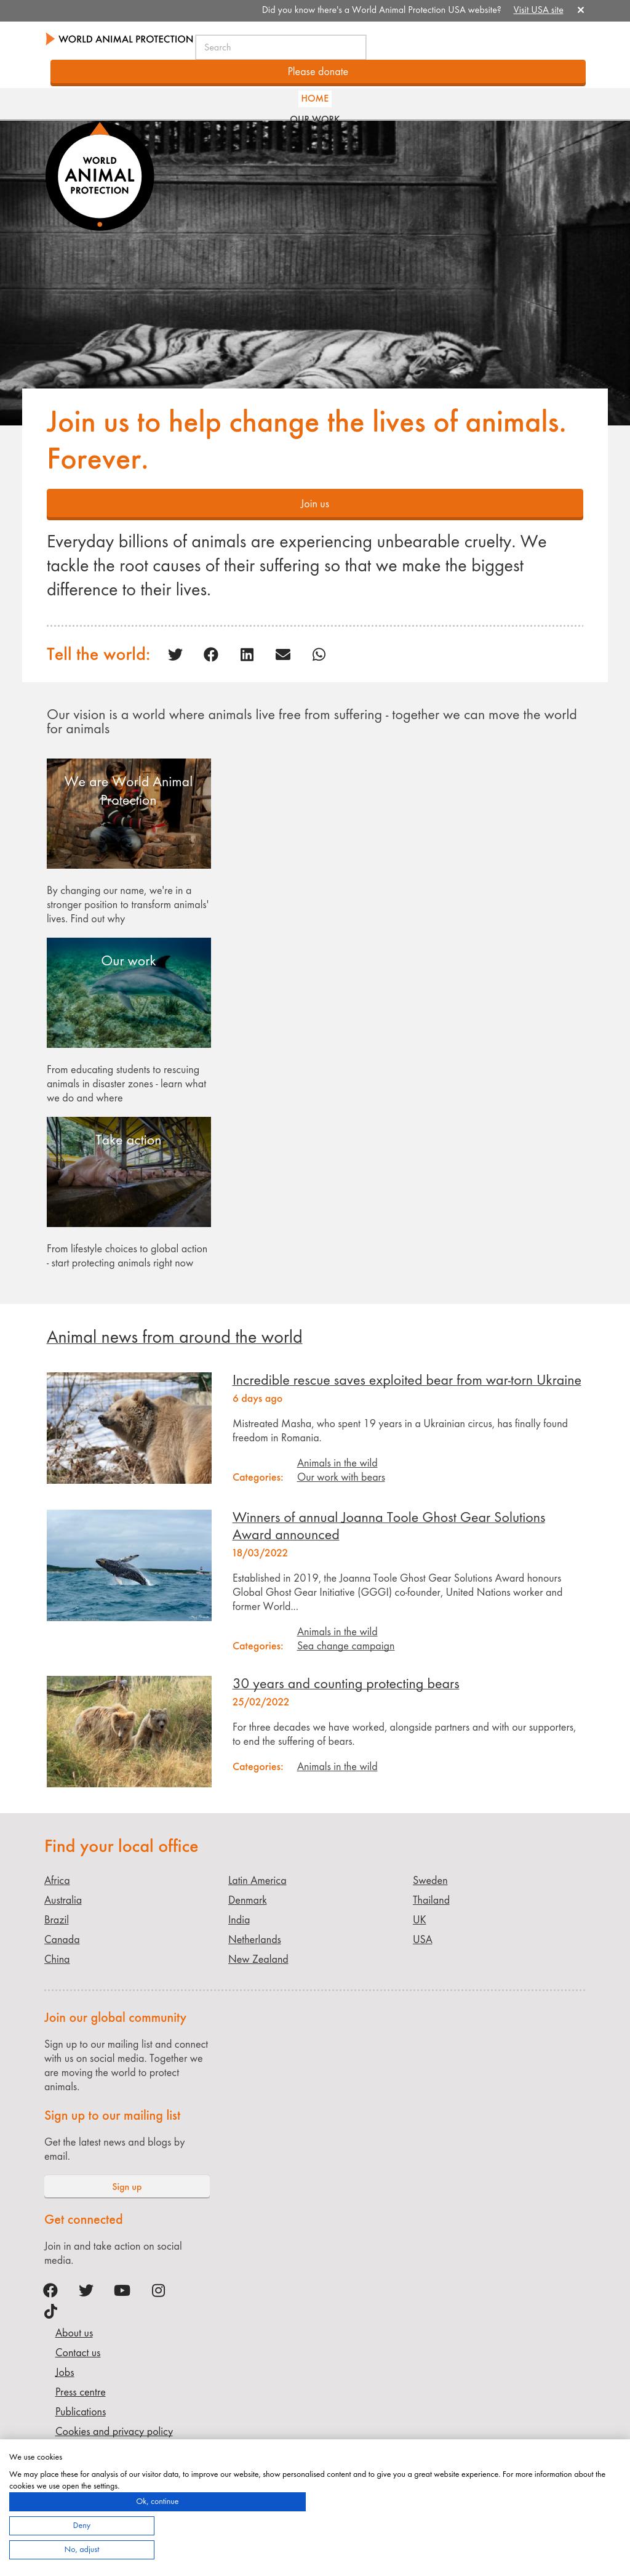 Did you know there's a World Animal Protection USA website? Visit USA site ×
WORLD ANIMAL PROTECTION
Search
Please donate
HOME
OUR WORK
WORLD
ANIMAL
PROTECTION
Join us to help change the lives of animals.
Forever.
Join us
Everyday billions of animals are experiencing unbearable cruelty. We
tackle the root causes of their suffering so that we make the biggest
difference to their lives.
Tell the world:
Our vision is a world where animals live free from suffering - together we can move the world
for animals
We are World Animal
Protection
By changing our name, we're in a
stronger position to transform animals'
lives. Find out why
Our work
From educating students to rescuing
animals in disaster zones - learn what
we do and where
Take action
From lifestyle choices to global action
- start protecting animals right now
Animal news from around the world
Incredible rescue saves exploited bear from war-torn Ukraine
6 days ago
Mistreated Masha, who spent 19 years in a Ukrainian circus, has finally found
freedom in Romania.
Animals in the wild
Categories: Our work with bears
Winners of annual Joanna Toole Ghost Gear Solutions
Award announced
18/03/2022
Established in 2019, the Joanna Toole Ghost Gear Solutions Award honours
Global Ghost Gear Initiative (GGGI) co-founder, United Nations worker and
former World...
Animals in the wild
Categories: Sea change campaign
30 years and counting protecting bears
25/02/2022
For three decades we have worked, alongside partners and with our supporters,
to end the suffering of bears.
Categories: Animals in the wild
Find your local office
Africa
Australia
Brazil
Canada
China
Latin America
Denmark
India
Netherlands
New Zealand
Sweden
Thailand
UK
USA
Join our global community
Sign up to our mailing list and connect
with us on social media. Together we
are moving the world to protect
animals.
Sign up to our mailing list
Get the latest news and blogs by
email.
Sign up
Get connected
Join in and take action on social
media.
About us
Contact us
Jobs
Press centre
Publications
Cookies and privacy policy
We use cookies
We may place these for analysis of our visitor data, to improve our website, show personalised content and to give you a great website experience. For more information about the
cookies we use open the settings.
Ok, continue
Deny
No, adjust